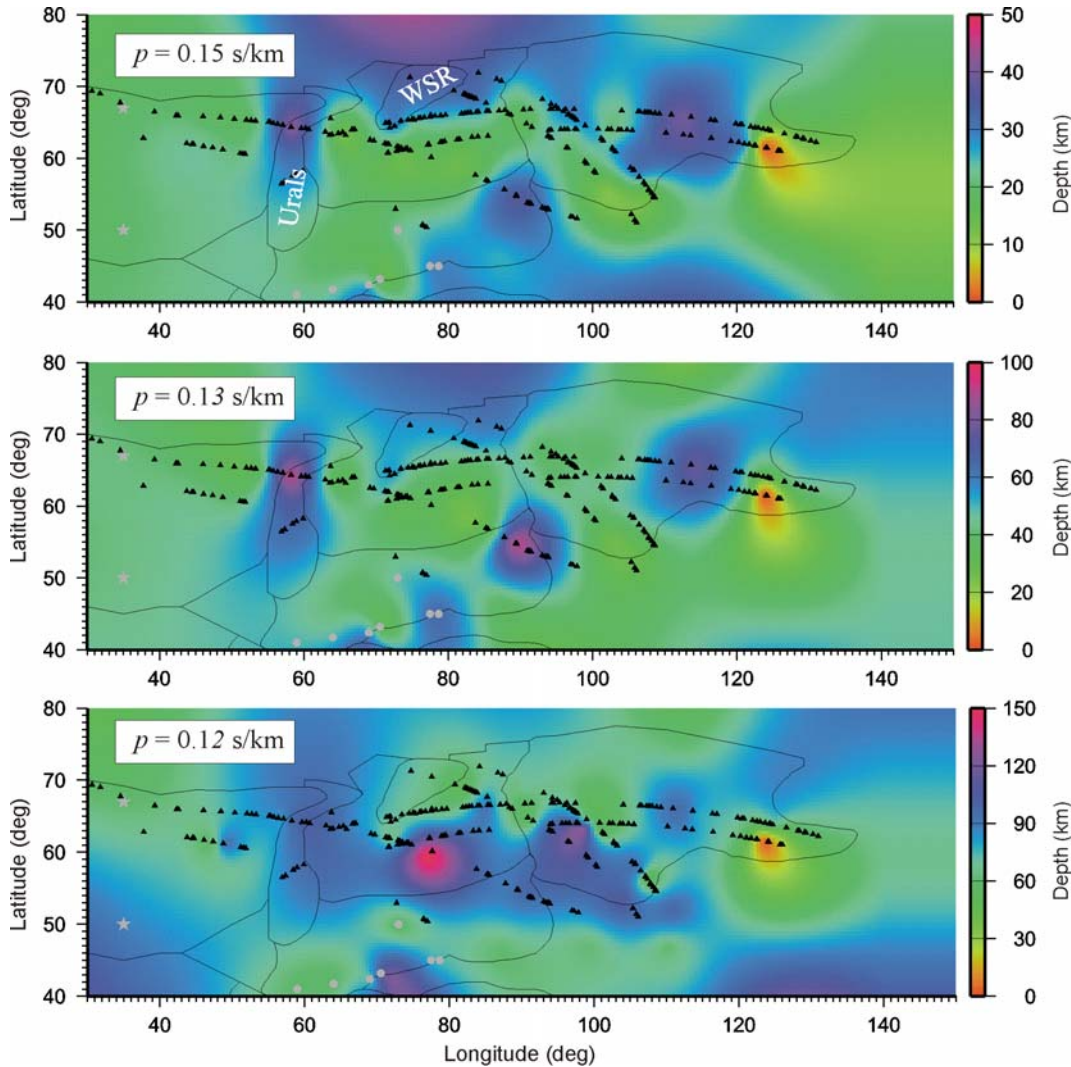 80
70
60
50
40
Latitude (deg)
p = 0.15 s/km
WSR
Urals
40 60 80 100 120 140
50
40
30
20
10
0
Depth (km)
80
70
60
50
40
Latitude (deg)
p = 0.13 s/km
40 60 80 100 120 140
100
80
60
40
20
0
Depth (km)
80
70
60
50
40
Latitude (deg)
p = 0.12 s/km
40 60 80 100 120 140
Longitude (deg)
150
120
90
60
30
0
Depth (km)